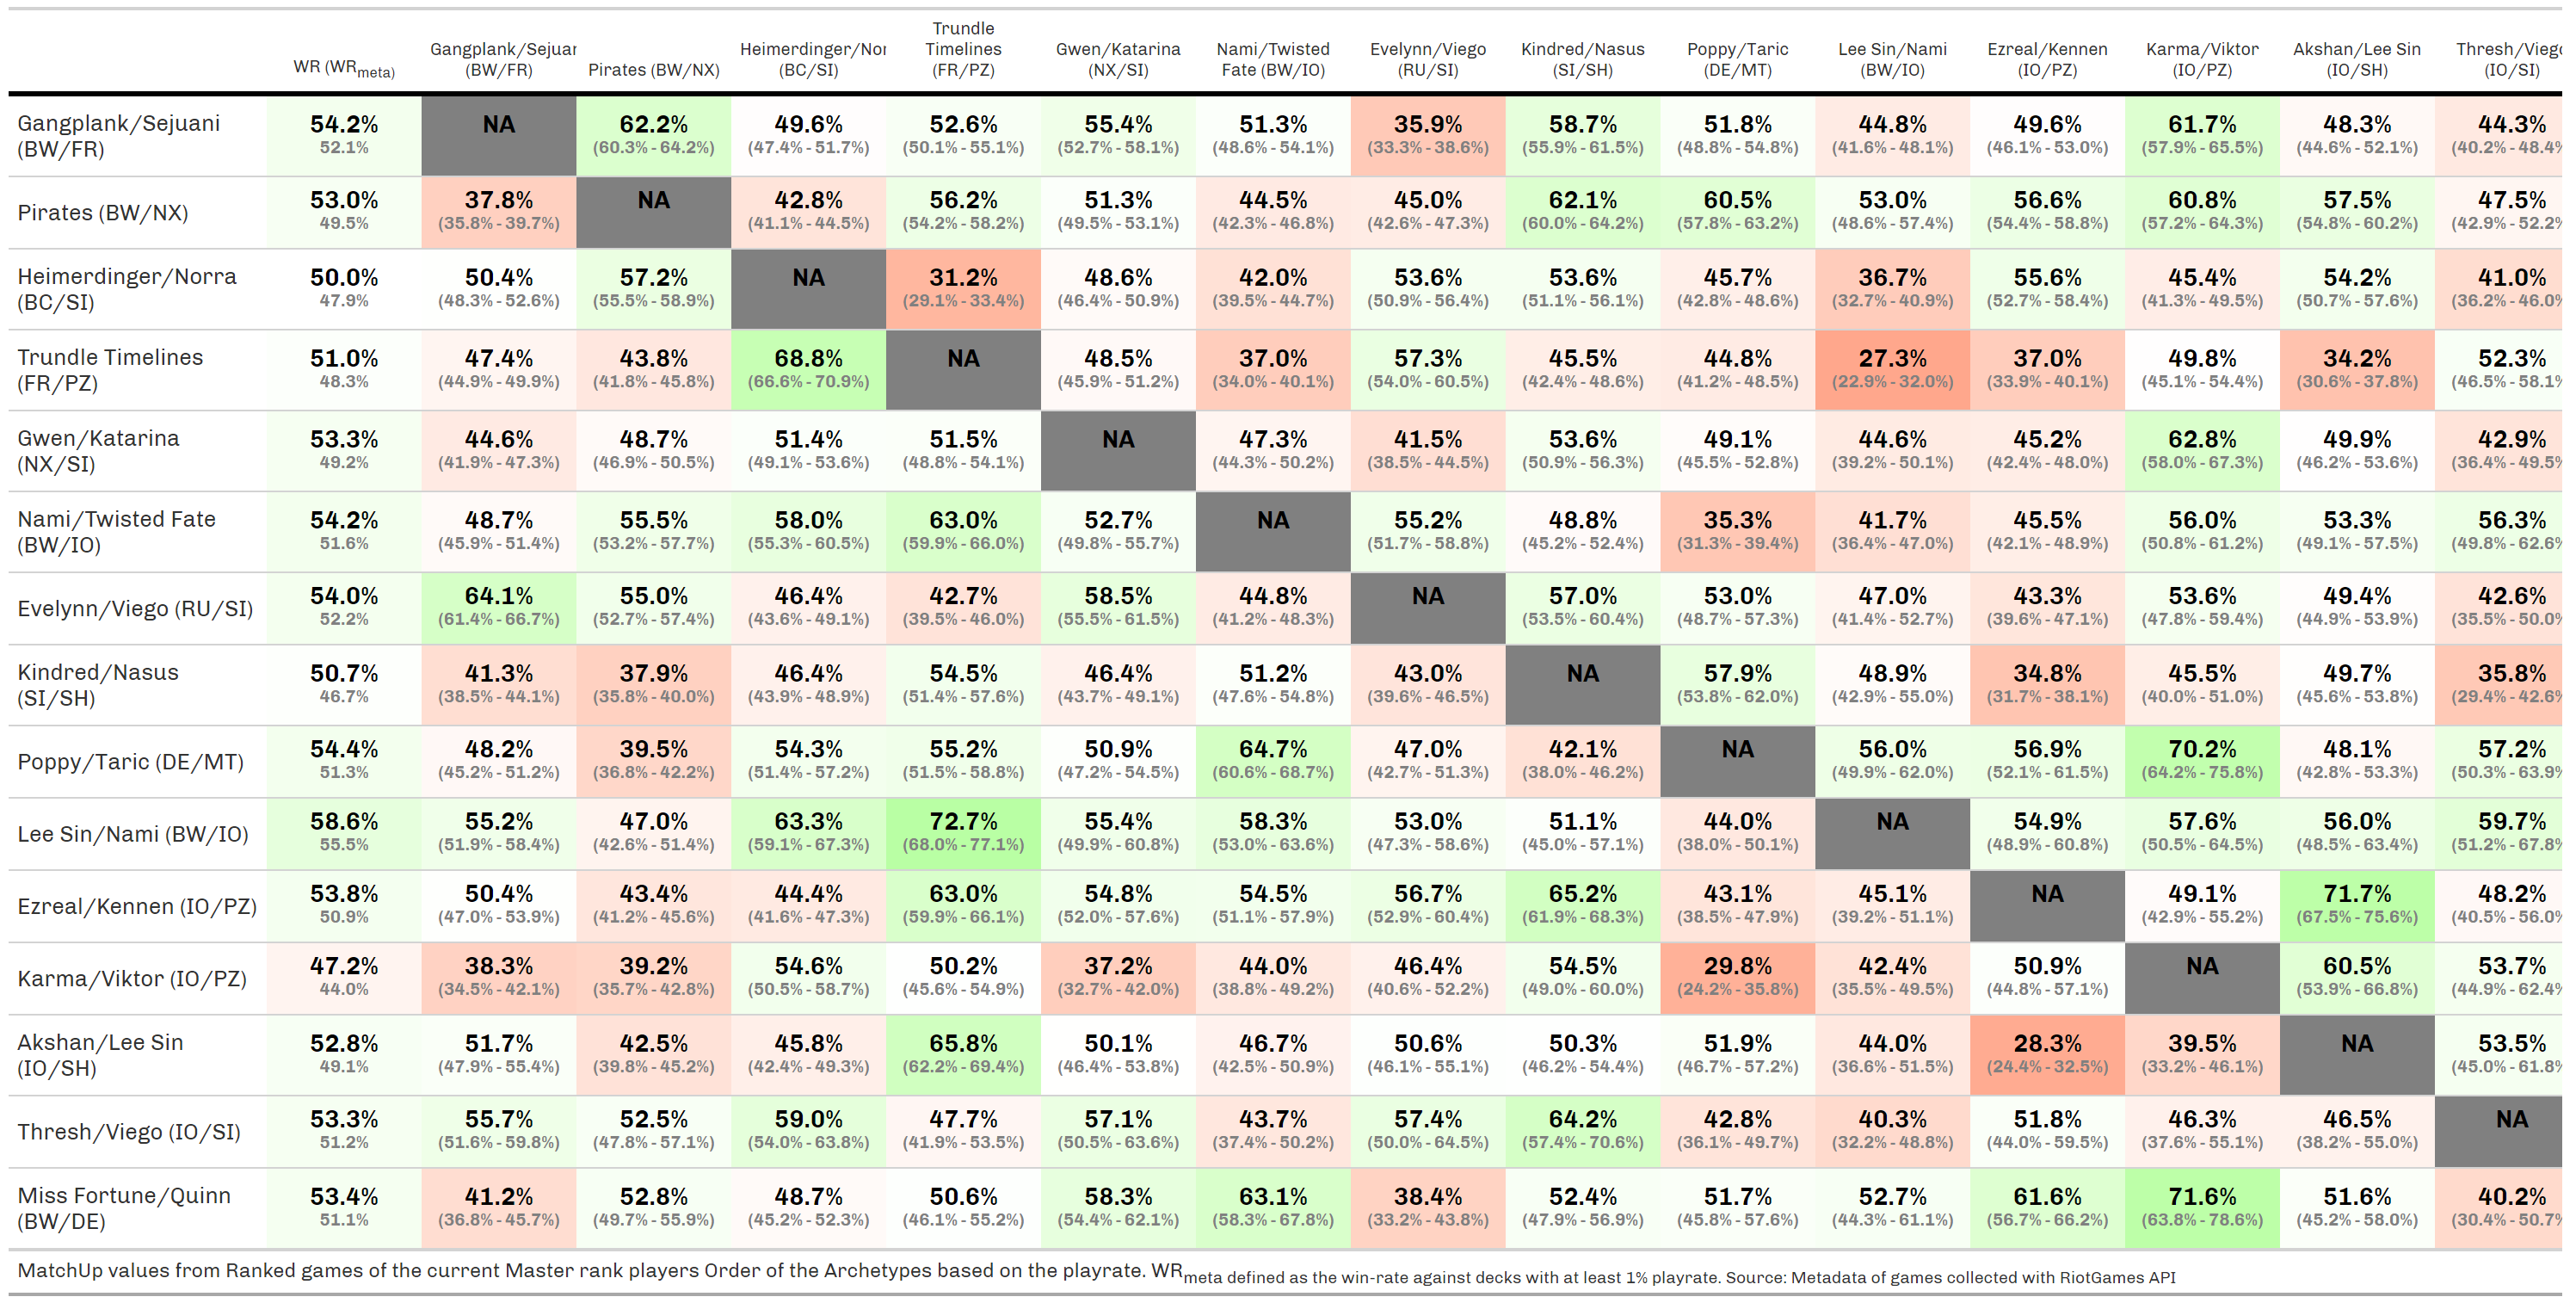 WR (WRmeta) Gangplank/Sejuar (BW/FR) Pirates (BW/NX) Heimerdinger/Nor (BC/SI) Trundle Timelines (FR/PZ) Gwen/Katarina (NX/SI) Nami/Twisted Fate (BW/IO) Evelynn/Viego (RU/SI) Kindred/Nasus (SI/SH) Poppy/Taric (DE/MT) Lee Sin/Nami (BW/IO) Ezreal/Kennen (IO/PZ) Karma/Viktor (IO/PZ) Akshan/Lee Sin (IO/SH) Thresh/Viego (IO/SI)
Gangplank/Sejuani 54.2% NA 62.2% 49.6% 52.6% 55.4% 51.3% 35.9% 58.7% 51.8% 44.8% 49.6% 61.7% 48.3% 44.3%
(BW/FR) 52.1% (60.3% - 64.2%) (47.4% - 51.7%) (50.1% - 55.1%) (52.7% - 58.1%) (48.6% - 54.1%) (33.3% - 38.6%) (55.9% - 61.5%) (48.8% - 54.8%) (41.6% - 48.1%) (46.1% - 53.0%) (57.9% - 65.5%) (44.6% - 52.1%) (40.2% - 48.4%
Pirates (BW/NX) 53.0% 37.8% NA 42.8% 56.2% 51.3% 44.5% 45.0% 62.1% 60.5% 53.0% 56.6% 60.8% 57.5% 47.5%
49.5% (35.8% - 39.7%) (41.1% - 44.5%) (54.2% - 58.2%) (49.5% - 53.1%) (42.3% - 46.8%) (42.6% - 47.3%) (60.0% - 64.2%) (57.8% - 63.2%) (48.6% - 57.4%) (54.4% - 58.8%) (57.2% - 64.3%) (54.8% - 60.2%) (42.9% - 52.2%
Heimerdinger/Norra 50.0% 50.4% 57.2% NA 31.2% 48.6% 42.0% 53.6% 53.6% 45.7% 36.7% 55.6% 45.4% 54.2% 41.0%
(BC/SI) 47.9% (48.3% - 52.6%) (55.5% - 58.9%) (29.1% - 33.4%) (46.4% - 50.9%) (39.5% - 44.7%) (50.9% - 56.4%) (51.1% - 56.1%) (42.8% - 48.6%) (32.7% - 40.9%) (52.7% - 58.4%) (41.3% - 49.5%) (50.7% - 57.6%) (36.2% - 46.0%
Trundle Timelines 51.0% 47.4% 43.8% 68.8% NA 48.5% 37.0% 57.3% 45.5% 44.8% 27.3% 37.0% 49.8% 34.2% 52.3%
(FR/PZ) 48.3% (44.9% - 49.9%) (41.8% - 45.8%) (66.6% - 70.9%) (45.9% - 51.2%) (34.0% - 40.1%) (54.0% - 60.5%) (42.4% - 48.6%) (41.2% - 48.5%) (22.9% - 32.0%) (33.9% - 40.1%) (45.1% - 54.4%) (30.6% - 37.8%) (46.5% - 58.1%
Gwen/Katarina 53.3% 44.6% 48.7% 51.4% 51.5% NA 47.3% 41.5% 53.6% 49.1% 44.6% 45.2% 62.8% 49.9% 42.9%
(NX/SI) 49.2% (41.9% - 47.3%) (46.9% - 50.5%) (49.1% - 53.6%) (48.8% - 54.1%) (44.3% - 50.2%) (38.5% - 44.5%) (50.9% - 56.3%) (45.5% - 52.8%) (39.2% - 50.1%) (42.4% - 48.0%) (58.0% - 67.3%) (46.2% - 53.6%) (36.4% - 49.5%
Nami/Twisted Fate 54.2% 48.7% 55.5% 58.0% 63.0% 52.7% NA 55.2% 48.8% 35.3% 41.7% 45.5% 56.0% 53.3% 56.3%
(BW/IO) 51.6% (45.9% - 51.4%) (53.2% - 57.7%) (55.3% - 60.5%) (59.9% - 66.0%) (49.8% - 55.7%) (51.7% - 58.8%) (45.2% - 52.4%) (31.3% - 39.4%) (36.4% - 47.0%) (42.1% - 48.9%) (50.8% - 61.2%) (49.1% - 57.5%) (49.8% - 62.6%
Evelynn/Viego (RU/SI) 54.0% 64.1% 55.0% 46.4% 42.7% 58.5% 44.8% NA 57.0% 53.0% 47.0% 43.3% 53.6% 49.4% 42.6%
52.2% (61.4% - 66.7%) (52.7% - 57.4%) (43.6% - 49.1%) (39.5% - 46.0%) (55.5% - 61.5%) (41.2% - 48.3%) (53.5% - 60.4%) (48.7% - 57.3%) (41.4% - 52.7%) (39.6% - 47.1%) (47.8% - 59.4%) (44.9% - 53.9%) (35.5% - 50.0%
Kindred/Nasus 50.7% 41.3% 37.9% 46.4% 54.5% 46.4% 51.2% 43.0% NA 57.9% 48.9% 34.8% 45.5% 49.7% 35.8%
(SI/SH) 46.7% (38.5% - 44.1%) (35.8% - 40.0%) (43.9% - 48.9%) (51.4% - 57.6%) (43.7% - 49.1%) (47.6% - 54.8%) (39.6% - 46.5%) (53.8% - 62.0%) (42.9% - 55.0%) (31.7% - 38.1%) (40.0% - 51.0%) (45.6% - 53.8%) (29.4% - 42.6%
Poppy/Taric (DE/MT) 54.4% 48.2% 39.5% 54.3% 55.2% 50.9% 64.7% 47.0% 42.1% NA 56.0% 56.9% 70.2% 48.1% 57.2%
51.3% (45.2% - 51.2%) (36.8% - 42.2%) (51.4% - 57.2%) (51.5% - 58.8%) (47.2% - 54.5%) (60.6% - 68.7%) (42.7% - 51.3%) (38.0% - 46.2%) (49.9% - 62.0%) (52.1% - 61.5%) (64.2% - 75.8%) (42.8% - 53.3%) (50.3% - 63.9%
Lee Sin/Nami (BW/IO) 58.6% 55.2% 47.0% 63.3% 72.7% 55.4% 58.3% 53.0% 51.1% 44.0% NA 54.9% 57.6% 56.0% 59.7%
55.5% (51.9% - 58.4%) (42.6% - 51.4%) (59.1% - 67.3%) (68.0% - 77.1%) (49.9% - 60.8%) (53.0% - 63.6%) (47.3% - 58.6%) (45.0% - 57.1%) (38.0% - 50.1%) (48.9% - 60.8%) (50.5% - 64.5%) (48.5% - 63.4%) (51.2% - 67.8%
Ezreal/Kennen (IO/PZ) 53.8% 50.4% 43.4% 44.4% 63.0% 54.8% 54.5% 56.7% 65.2% 43.1% 45.1% NA 49.1% 71.7% 48.2%
50.9% (47.0% - 53.9%) (41.2% - 45.6%) (41.6% - 47.3%) (59.9% - 66.1%) (52.0% - 57.6%) (51.1% - 57.9%) (52.9% - 60.4%) (61.9% - 68.3%) (38.5% - 47.9%) (39.2% - 51.1%) (42.9% - 55.2%) (67.5% - 75.6%) (40.5% - 56.0%
Karma/Viktor (IO/PZ) 47.2% 38.3% 39.2% 54.6% 50.2% 37.2% 44.0% 46.4% 54.5% 29.8% 42.4% 50.9% NA 60.5% 53.7%
44.0% (34.5% - 42.1%) (35.7% - 42.8%) (50.5% - 58.7%) (45.6% - 54.9%) (32.7% - 42.0%) (38.8% - 49.2%) (40.6% - 52.2%) (49.0% - 60.0%) (24.2% - 35.8%) (35.5% - 49.5%) (44.8% - 57.1%) (53.9% - 66.8%) (44.9% - 62.4%
Akshan/Lee Sin 52.8% 51.7% 42.5% 45.8% 65.8% 50.1% 46.7% 50.6% 50.3% 51.9% 44.0% 28.3% 39.5% NA 53.5%
(IO/SH) 49.1% (47.9% - 55.4%) (39.8% - 45.2%) (42.4% - 49.3%) (62.2% - 69.4%) (46.4% - 53.8%) (42.5% - 50.9%) (46.1% - 55.1%) (46.2% - 54.4%) (46.7% - 57.2%) (36.6% - 51.5%) (24.4% - 32.5%) (33.2% - 46.1%) (45.0% - 61.8%
Thresh/Viego (IO/SI) 53.3% 55.7% 52.5% 59.0% 47.7% 57.1% 43.7% 57.4% 64.2% 42.8% 40.3% 51.8% 46.3% 46.5% NA
51.2% (51.6% - 59.8%) (47.8% - 57.1%) (54.0% - 63.8%) (41.9% - 53.5%) (50.5% - 63.6%) (37.4% - 50.2%) (50.0% - 64.5%) (57.4% - 70.6%) (36.1% - 49.7%) (32.2% - 48.8%) (44.0% - 59.5%) (37.6% - 55.1%) (38.2% - 55.0%)
Miss Fortune/Quinn 53.4% 41.2% 52.8% 48.7% 50.6% 58.3% 63.1% 38.4% 52.4% 51.7% 52.7% 61.6% 71.6% 51.6% 40.2%
(BW/DE) 51.1% (36.8% - 45.7%) (49.7% - 55.9%) (45.2% - 52.3%) (46.1% - 55.2%) (54.4% - 62.1%) (58.3% - 67.8%) (33.2% - 43.8%) (47.9% - 56.9%) (45.8% - 57.6%) (44.3% - 61.1%) (56.7% - 66.2%) (63.8% - 78.6%) (45.2% - 58.0%) (30.4% - 50.7%
MatchUp values from Ranked games of the current Master rank players Order of the Archetypes based on the playrate. WRmeta defined as the win-rate against decks with at least 1% playrate. Source: Metadata of games collected with RiotGames API